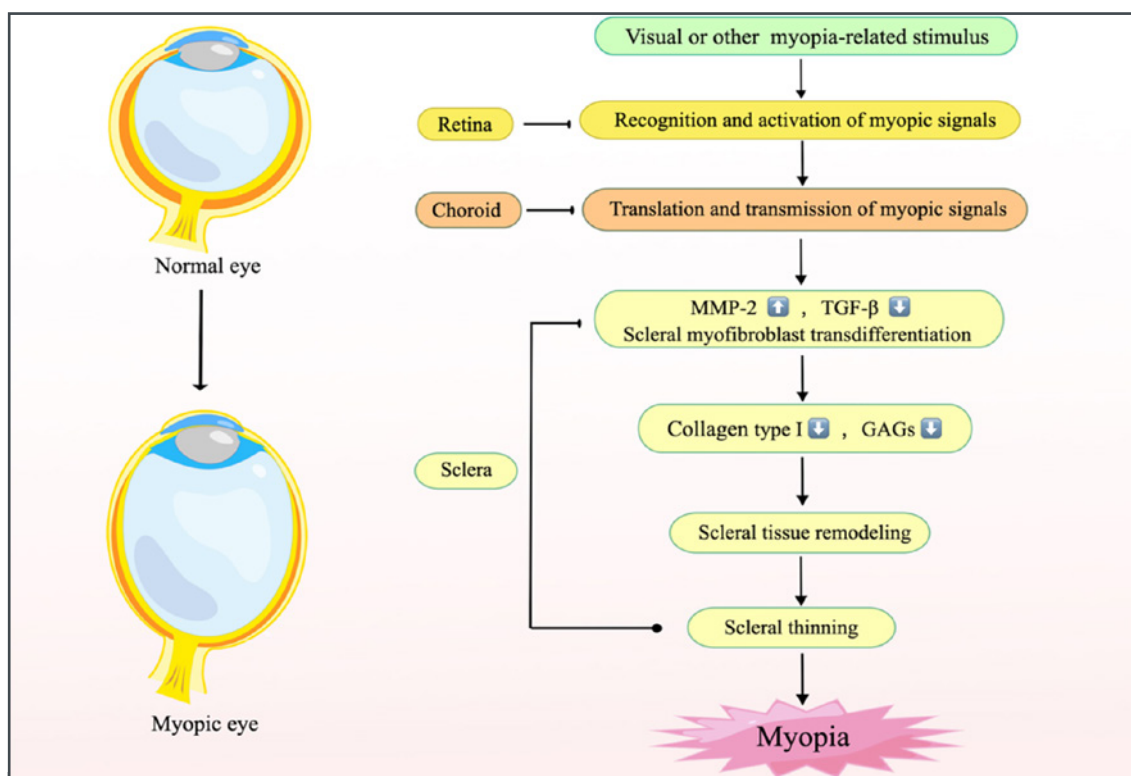 Visual or other myopia-related stimulus
Retina
Recognition and activation of myopic signals
Choroid
Translation and transmission of myopic signals
Normal eye
MMP-2 ⬆ , TGF-β ⬇
Scleral myofibroblast transdifferentiation
Collagen type I ⬇ , GAGs ⬇
Sclera
Scleral tissue remodeling
Scleral thinning
Myopic eye
Myopia